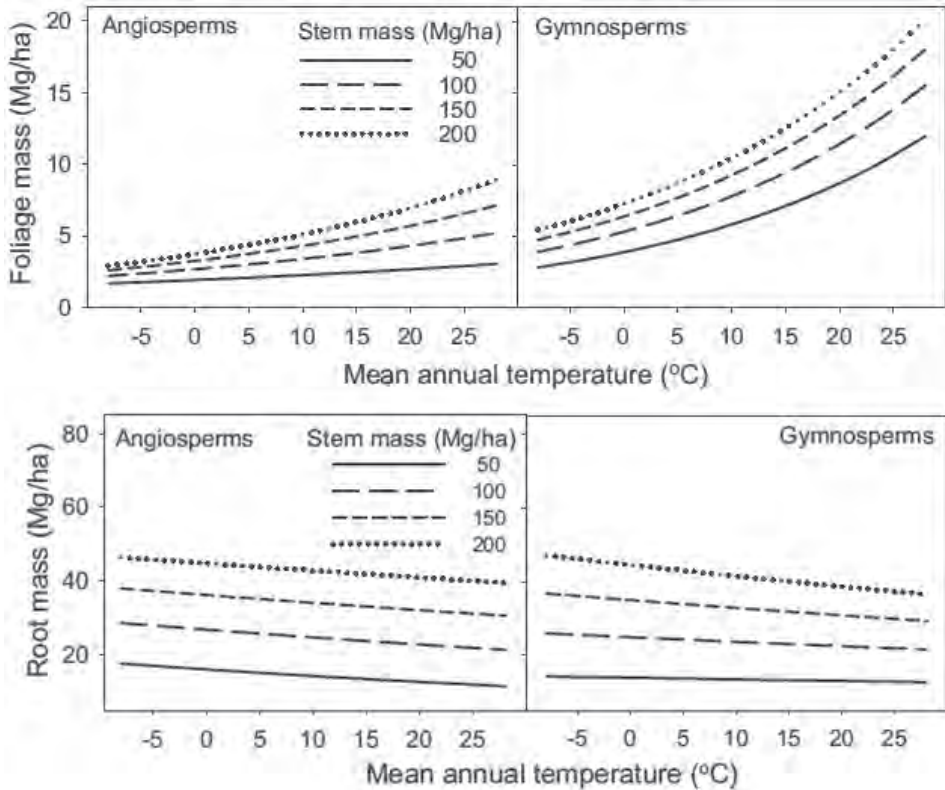 Angiosperms
Stem mass (Mg/ha)
50
100
150
200
Gymnosperms
20
15
10
5
0
Foliage mass (Mg/ha)
-5 0 5 10 15 20 25
-5 0 5 10 15 20 25
Mean annual temperature (ºC)
Angiosperms
Stem mass (Mg/ha)
50
100
150
200
Gymnosperms
80
60
40
20
Root mass (Mg/ha)
-5 0 5 10 15 20 25
-5 0 5 10 15 20 25
Mean annual temperature (ºC)